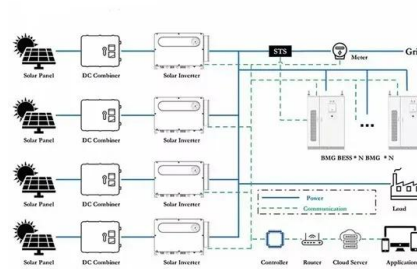 STS
Gri
Meter
Solar Panel
DC Combiner
Solar Inverter
Solar Panel
DC Combiner
Solar Inverter
BMG BESS * N BMG * N
Solar Panel
DC Combiner
Solar Inverter
Power
Communication
Load
Solar Panel
DC Combiner
Solar Inverter
Controller
Router
Cloud Server
Application